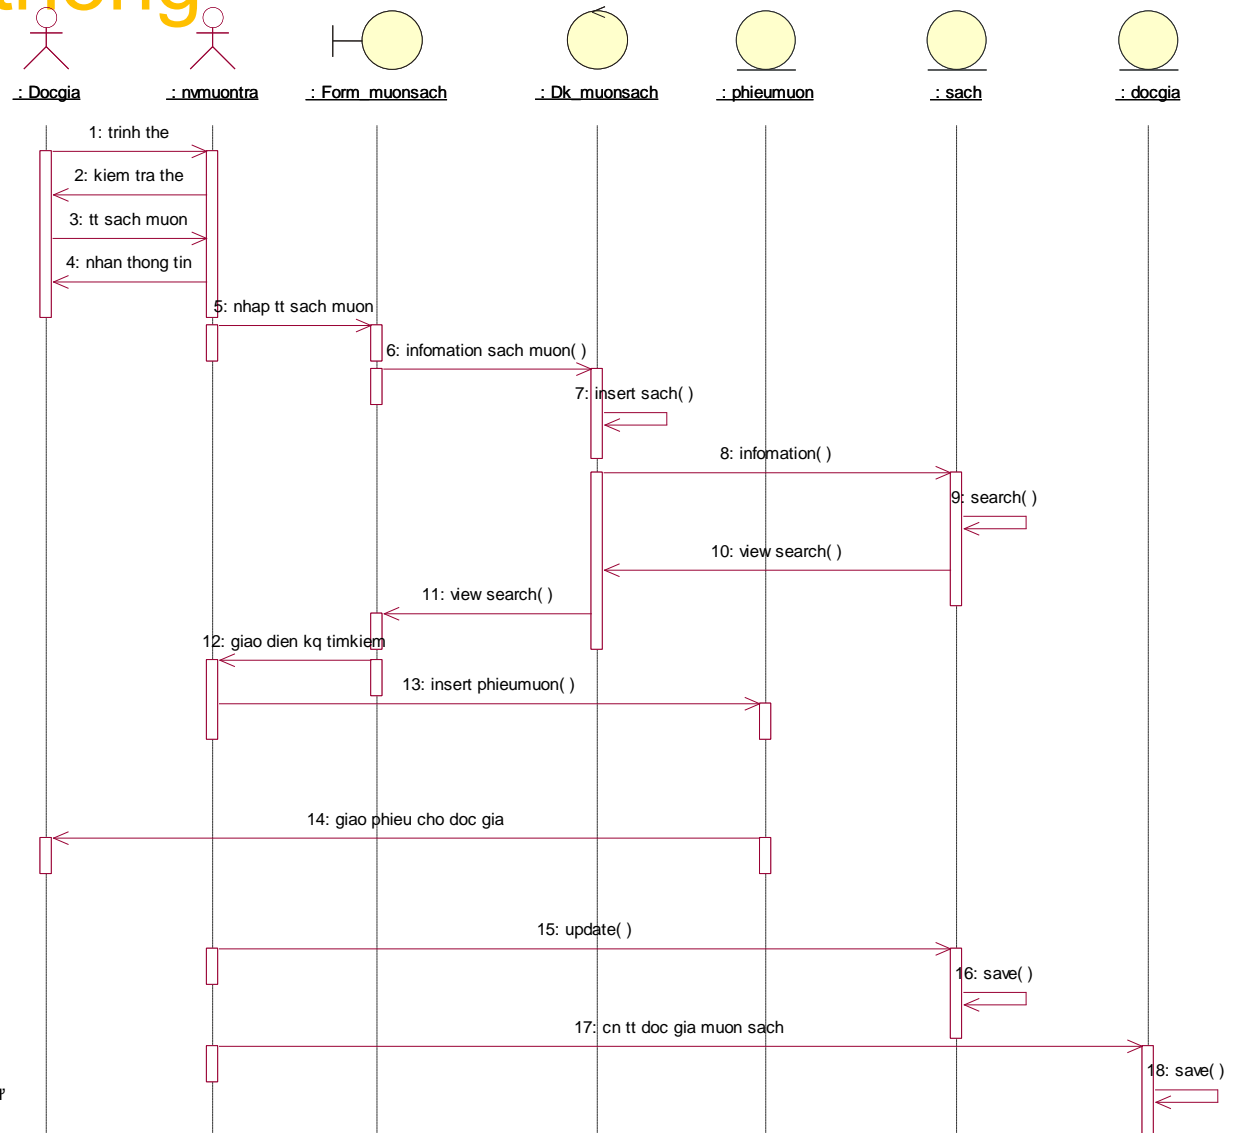 thong
: Docgia
: nvmuontra
: Form_muonsach
: Dk_muonsach
: phieumuon
: sach
: docgia
1: trinh the
2: kiem tra the
3: tt sach muon
4: nhan thong tin
5: nhap tt sach muon
6: infomation sach muon( )
7: insert sach( )
8: infomation( )
9: search( )
10: view search( )
11: view search( )
12: giao dien kq timkiem
13: insert phieumuon( )
14: giao phieu cho doc gia
15: update( )
16: save( )
17: cn tt doc gia muon sach
18: save( )